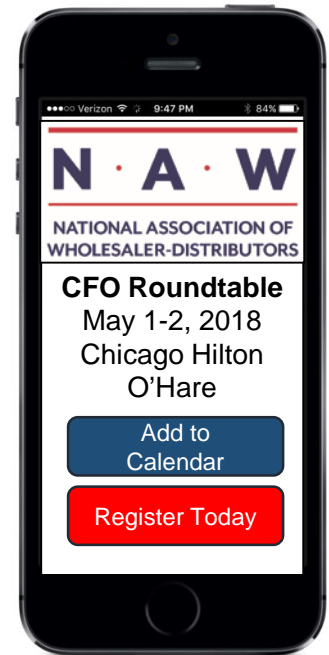 ●●●○○ Verizon 9:47 PM 84%
N · A · W
NATIONAL ASSOCIATION OF
WHOLESALER-DISTRIBUTORS
CFO Roundtable
May 1-2, 2018
Chicago Hilton
O’Hare
Add to
Calendar
Register Today